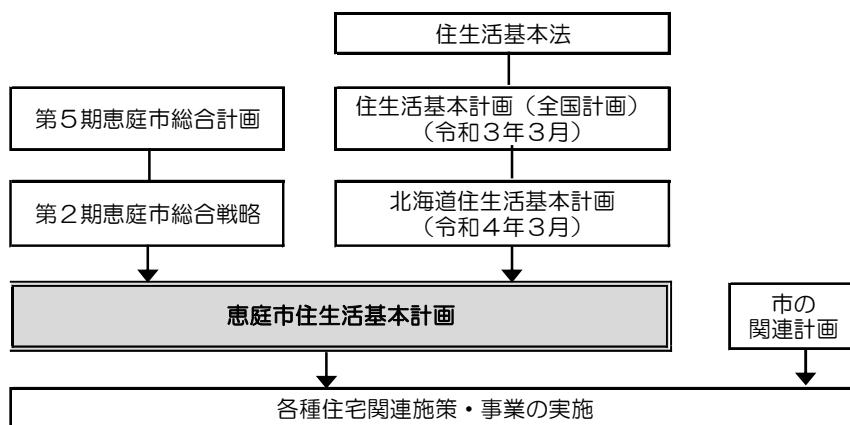 住生活基本法
第5期恵庭市総合計画
住生活基本計画（全国計画）
（令和3年3月）
第2期恵庭市総合戦略
北海道住生活基本計画
（令和4年3月）
恵庭市住生活基本計画
市の
関連計画
各種住宅関連施策・事業の実施